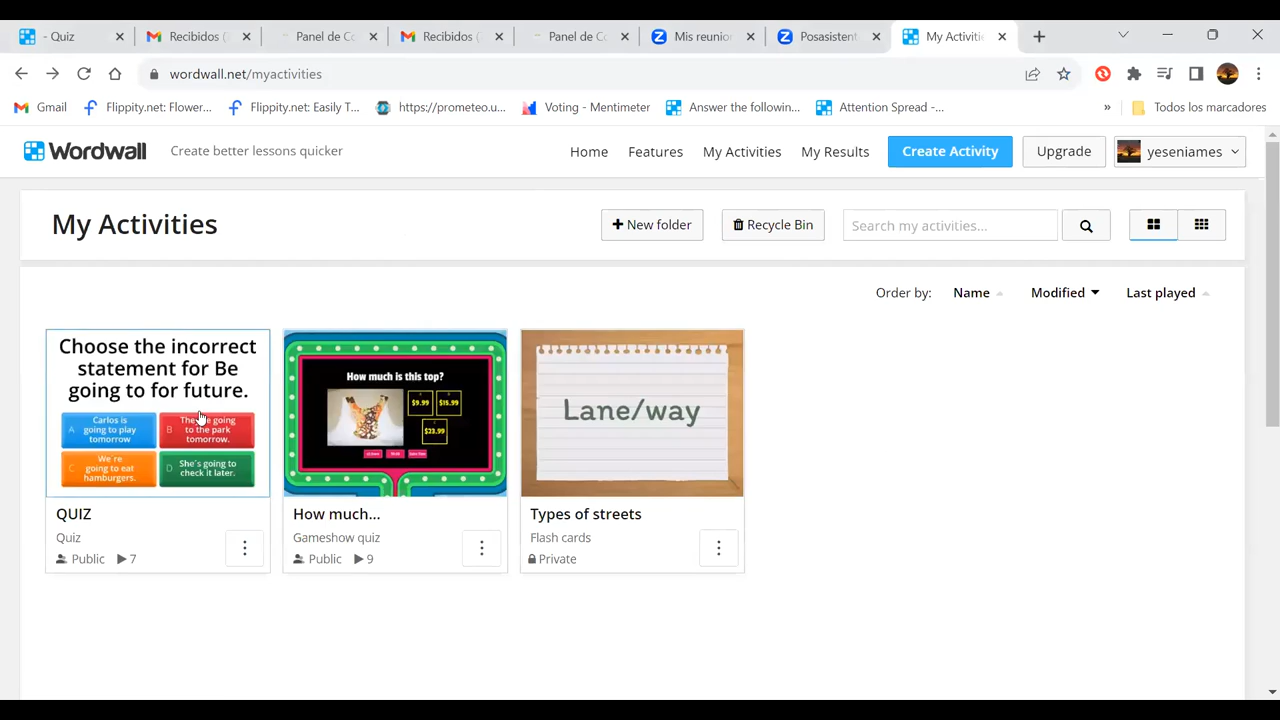 - Quiz
Recibidos (
Panel de Co
Recibidos (
Panel de Co
Mis reunio
Posasistent
My Activitie
wordwall.net/myactivities
Gmail
Flippity.net: Flower...
Flippity.net: Easily T...
https://prometeo.u...
Voting - Mentimeter
Answer the followin...
Attention Spread -...
»
Todos los marcadores
Wordwall
Create better lessons quicker
Home
Features
My Activities
My Results
Create Activity
Upgrade
yeseniames
My Activities
+ New folder
Recycle Bin
Search my activities...
Order by:
Name
Modified
Last played
Choose the incorrect
statement for Be
going to for future.
A
Carlos is
going to play
tomorrow
B
going
to the park
tomorrow.
C
We re
going to eat
hamburgers.
D
She's going to
check it later.
QUIZ
Quiz
Public
7
How much is this top?
$9.99
$15.99
$23.99
How much...
Gameshow quiz
Public
9
Lane/way
Types of streets
Flash cards
Private